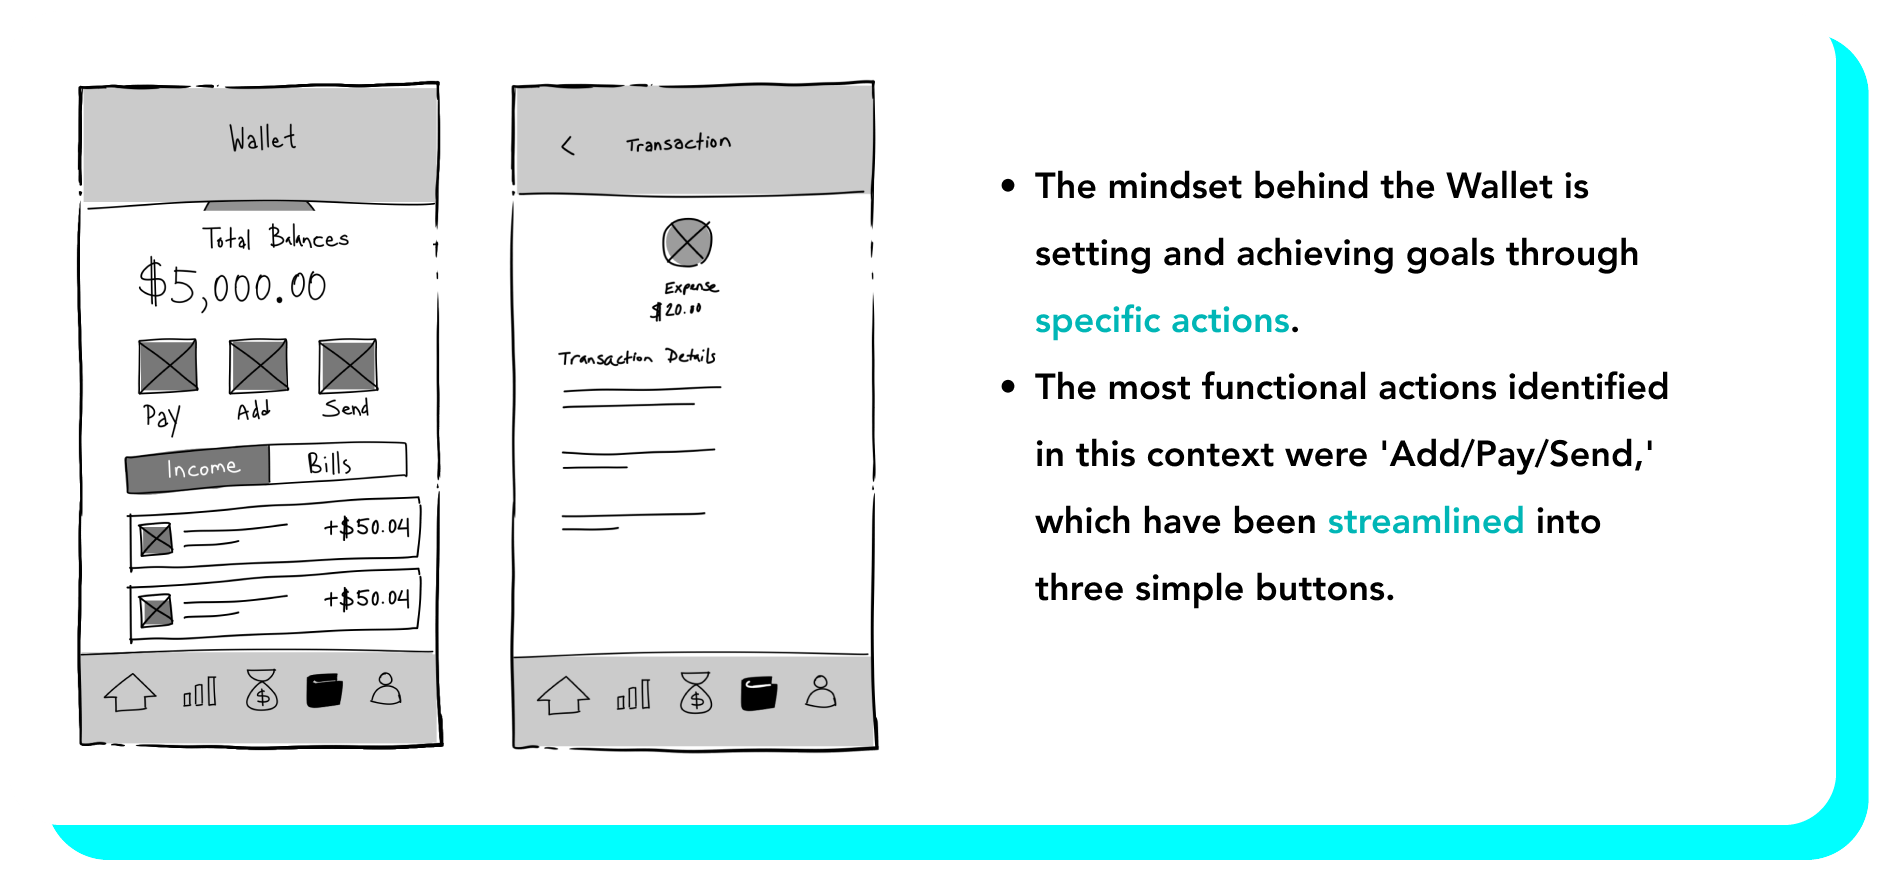 Wallet
Total Balances
$5,000.00
Pay Add Send
Income Bills
+$50.04
+$50.04
< Transaction
Expense
$20.00
Transaction Details
• The mindset behind the Wallet is
setting and achieving goals through
specific actions.
• The most functional actions identified
in this context were 'Add/Pay/Send,'
which have been streamlined into
three simple buttons.